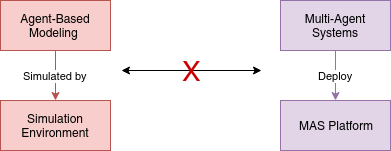 Agent-Based
Modeling
Simulated by
Simulation
Environment
X
Multi-Agent
Systems
Deploy
MAS Platform